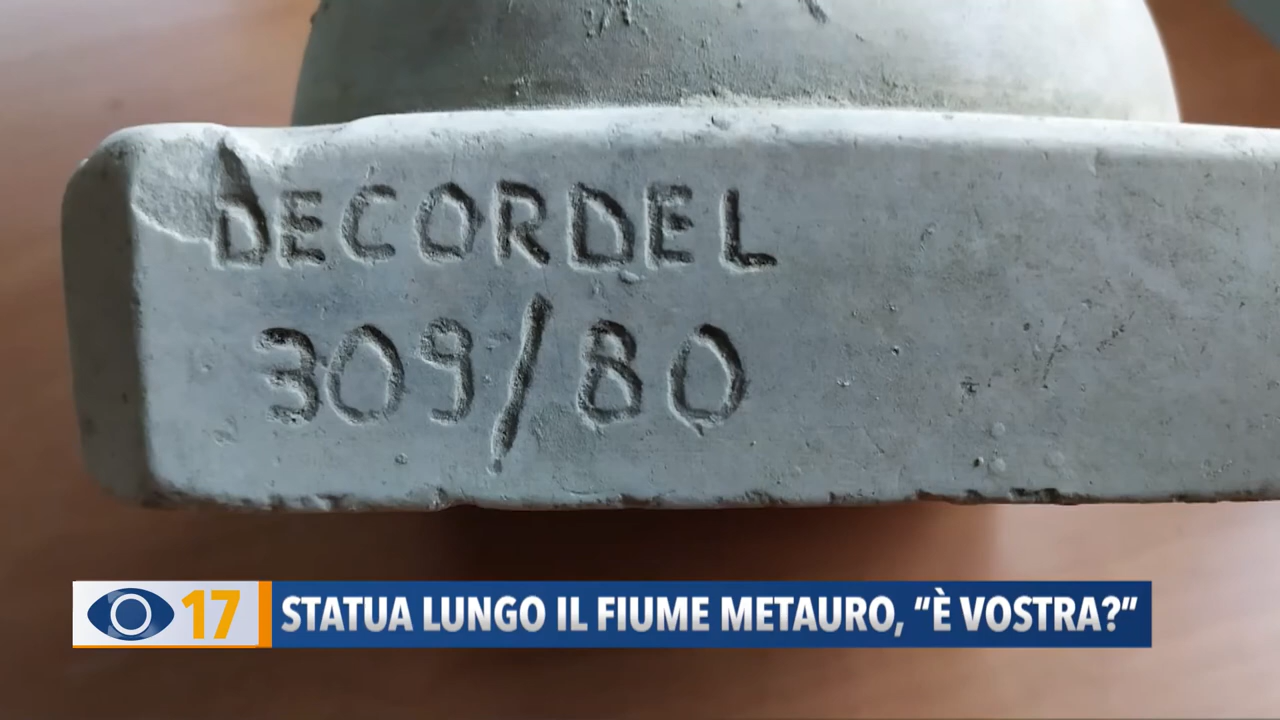 DECORDEL
309/80
17
STATUA LUNGO IL FIUME METAURO, “È VOSTRA?”